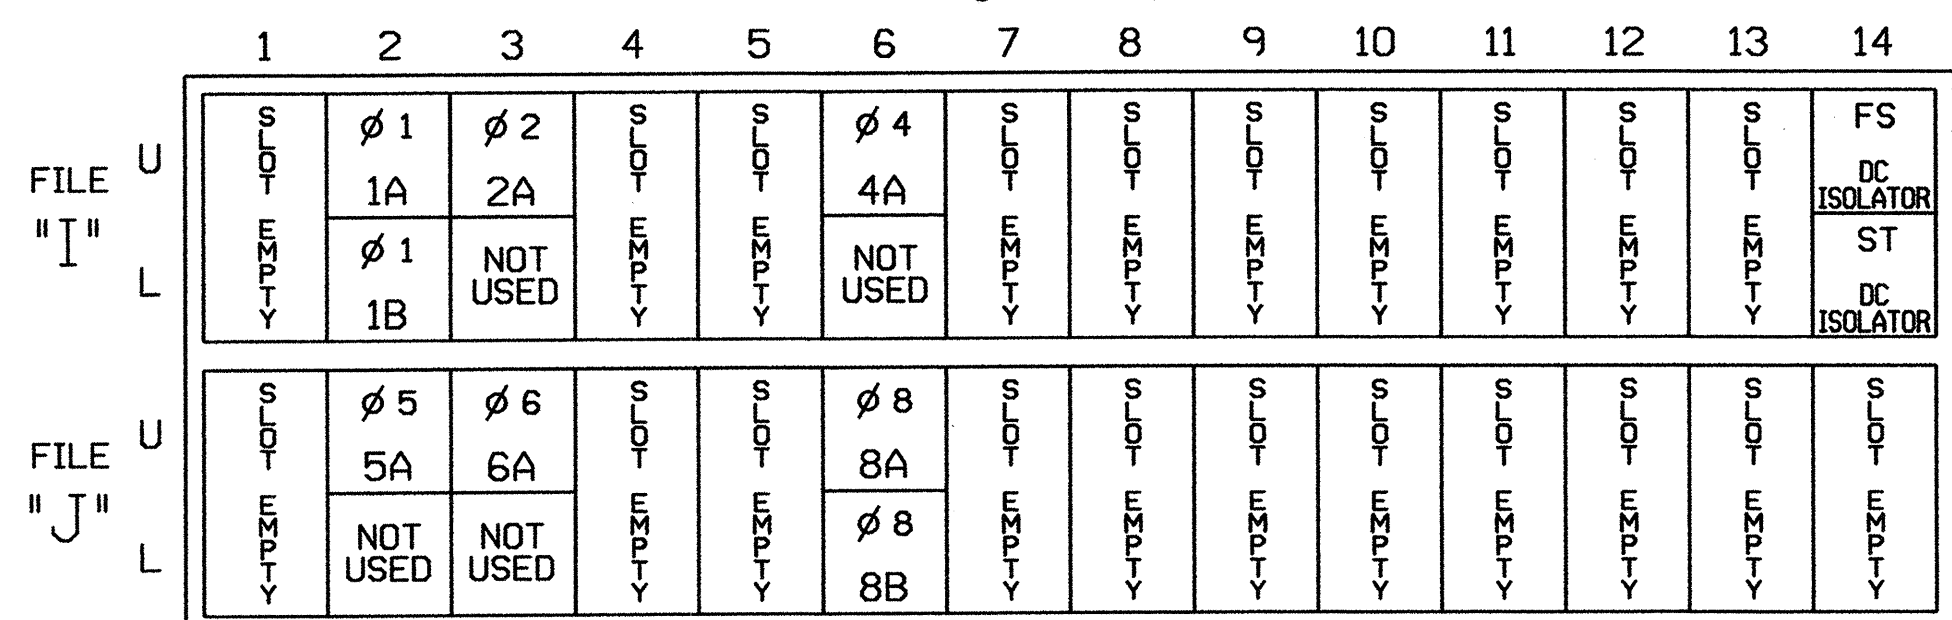 1 2 3 4 5 6 7 8 9 10 11 12 13 14
FILE "I"
U
L
SLOT EMPTY
ø 1
1A
ø 1
1B
ø 2
2A
NOT
USED
SLOT EMPTY
SLOT EMPTY
ø 4
4A
NOT
USED
SLOT EMPTY
SLOT EMPTY
SLOT EMPTY
SLOT EMPTY
SLOT EMPTY
SLOT EMPTY
SLOT EMPTY
FS
DC
ISOLATOR
ST
DC
ISOLATOR
FILE "J"
U
L
SLOT EMPTY
ø 5
5A
NOT
USED
ø 6
6A
NOT
USED
SLOT EMPTY
SLOT EMPTY
ø 8
8A
ø 8
8B
SLOT EMPTY
SLOT EMPTY
SLOT EMPTY
SLOT EMPTY
SLOT EMPTY
SLOT EMPTY
SLOT EMPTY
SLOT EMPTY